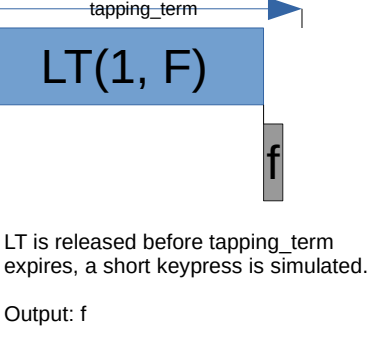 tapping_term
LT(1, F)
f
LT is released before tapping_term
expires, a short keypress is simulated.
Output: f